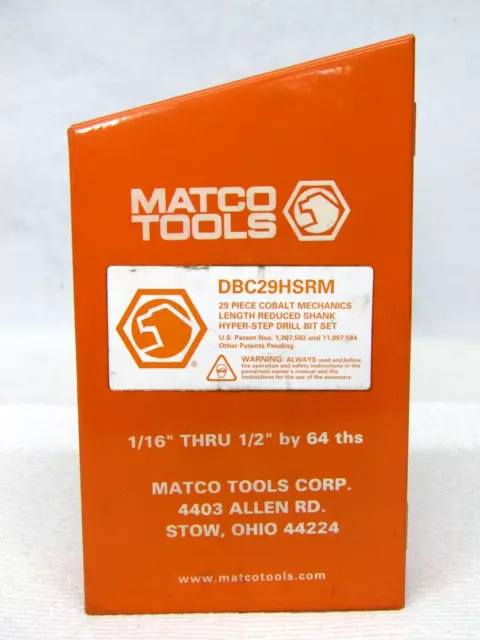 MATCO
TOOLS
DBC29HSRM
29 PIECE COBALT MECHANICS
LENGTH REDUCED SHANK
HYPER-STEP DRILL BIT SET
U.S. Patent Nos. 1,007,583 and 11,007,584
Other Patents Pending
WARNING: ALWAYS read and follow
the operation and safety instructions in the
powertool owner's manual and the
instructions for the use of the accessory
®
1/16" THRU 1/2" by 64 ths
MATCO TOOLS CORP.
4403 ALLEN RD.
STOW, OHIO 44224
www.matcotools.com